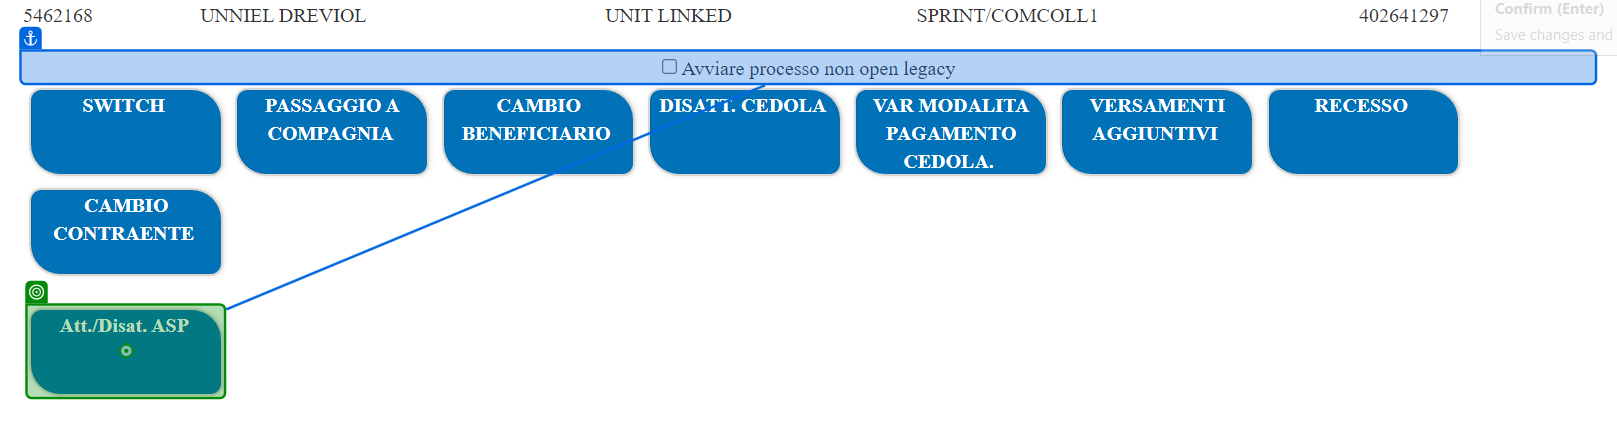 5462168 UNNIEL DREVIOL UNIT LINKED SPRINT/COMCOLL1 402641297
Confirm (Enter)
Save changes and
Avviare processo non open legacy
SWITCH
PASSAGGIO A
COMPAGNIA
CAMBIO
BENEFICIARIO
DISATT. CEDOLA
VAR MODALITA
PAGAMENTO
CEDOLA.
VERSAMENTI
AGGIUNTIVI
RECESSO
CAMBIO
CONTRAENTE
Att./Disat. ASP